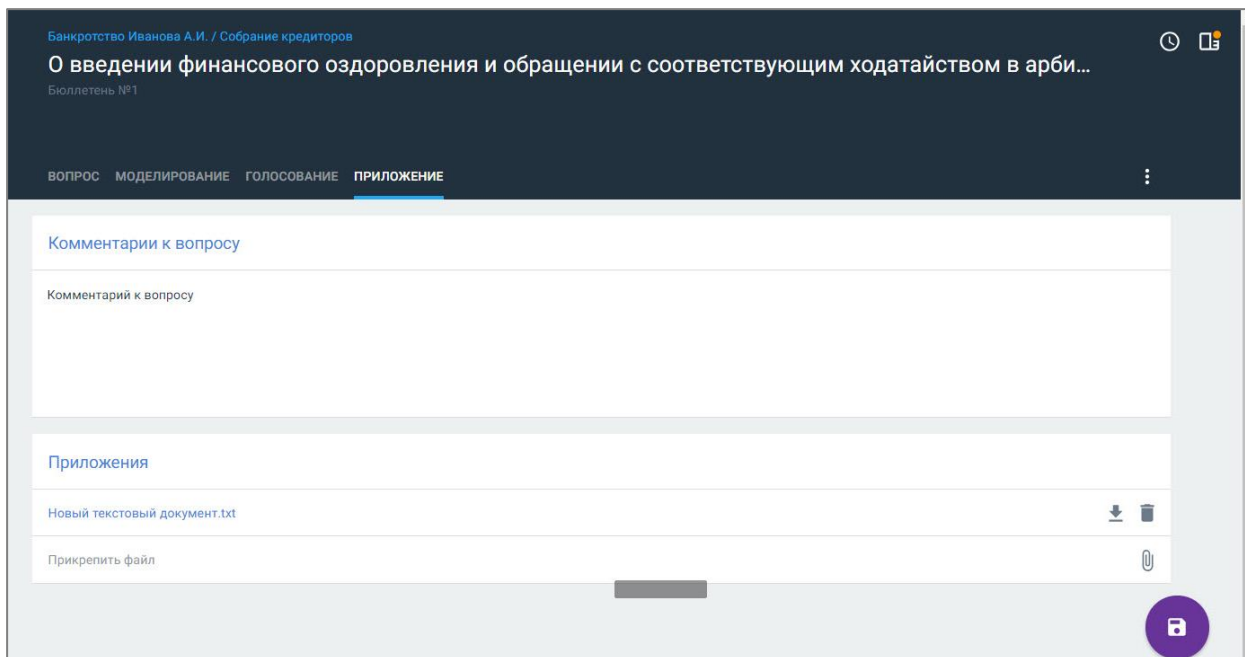 Банкротство Иванова А.И. / Собрание кредиторов
О введении финансового оздоровления и обращении с соответствующим ходатайством в арби...
Бюллетень №1
ВОПРОС МОДЕЛИРОВАНИЕ ГОЛОСОВАНИЕ ПРИЛОЖЕНИЕ
Комментарии к вопросу
Комментарий к вопросу
Приложения
Новый текстовый документ.txt
Прикрепить файл